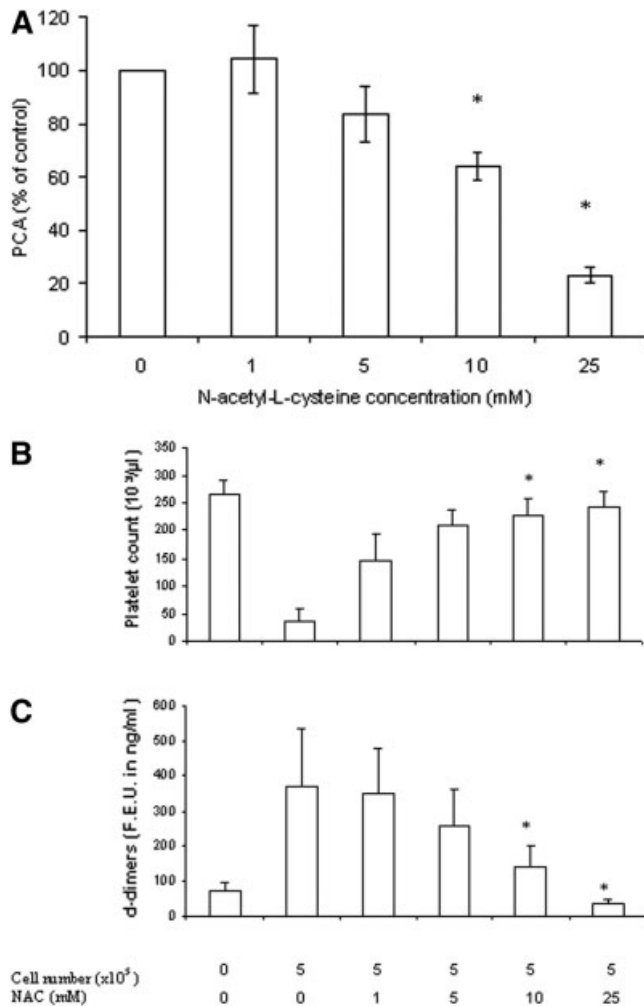 A
120
100
80
60
40
20
0
PCA (% of control)
*
*
0 1 5 10 25
N-acetyl-L-cysteine concentration (mM)
B
350
300
250
200
150
100
50
0
Platelet count (10 ³/µl)
*
*
C
600
500
400
300
200
100
0
d-dimers (F.E.U. in ng/ml)
*
*
Cell number (x10⁵) 0 5 5 5 5 5
NAC (mM) 0 0 1 5 10 25